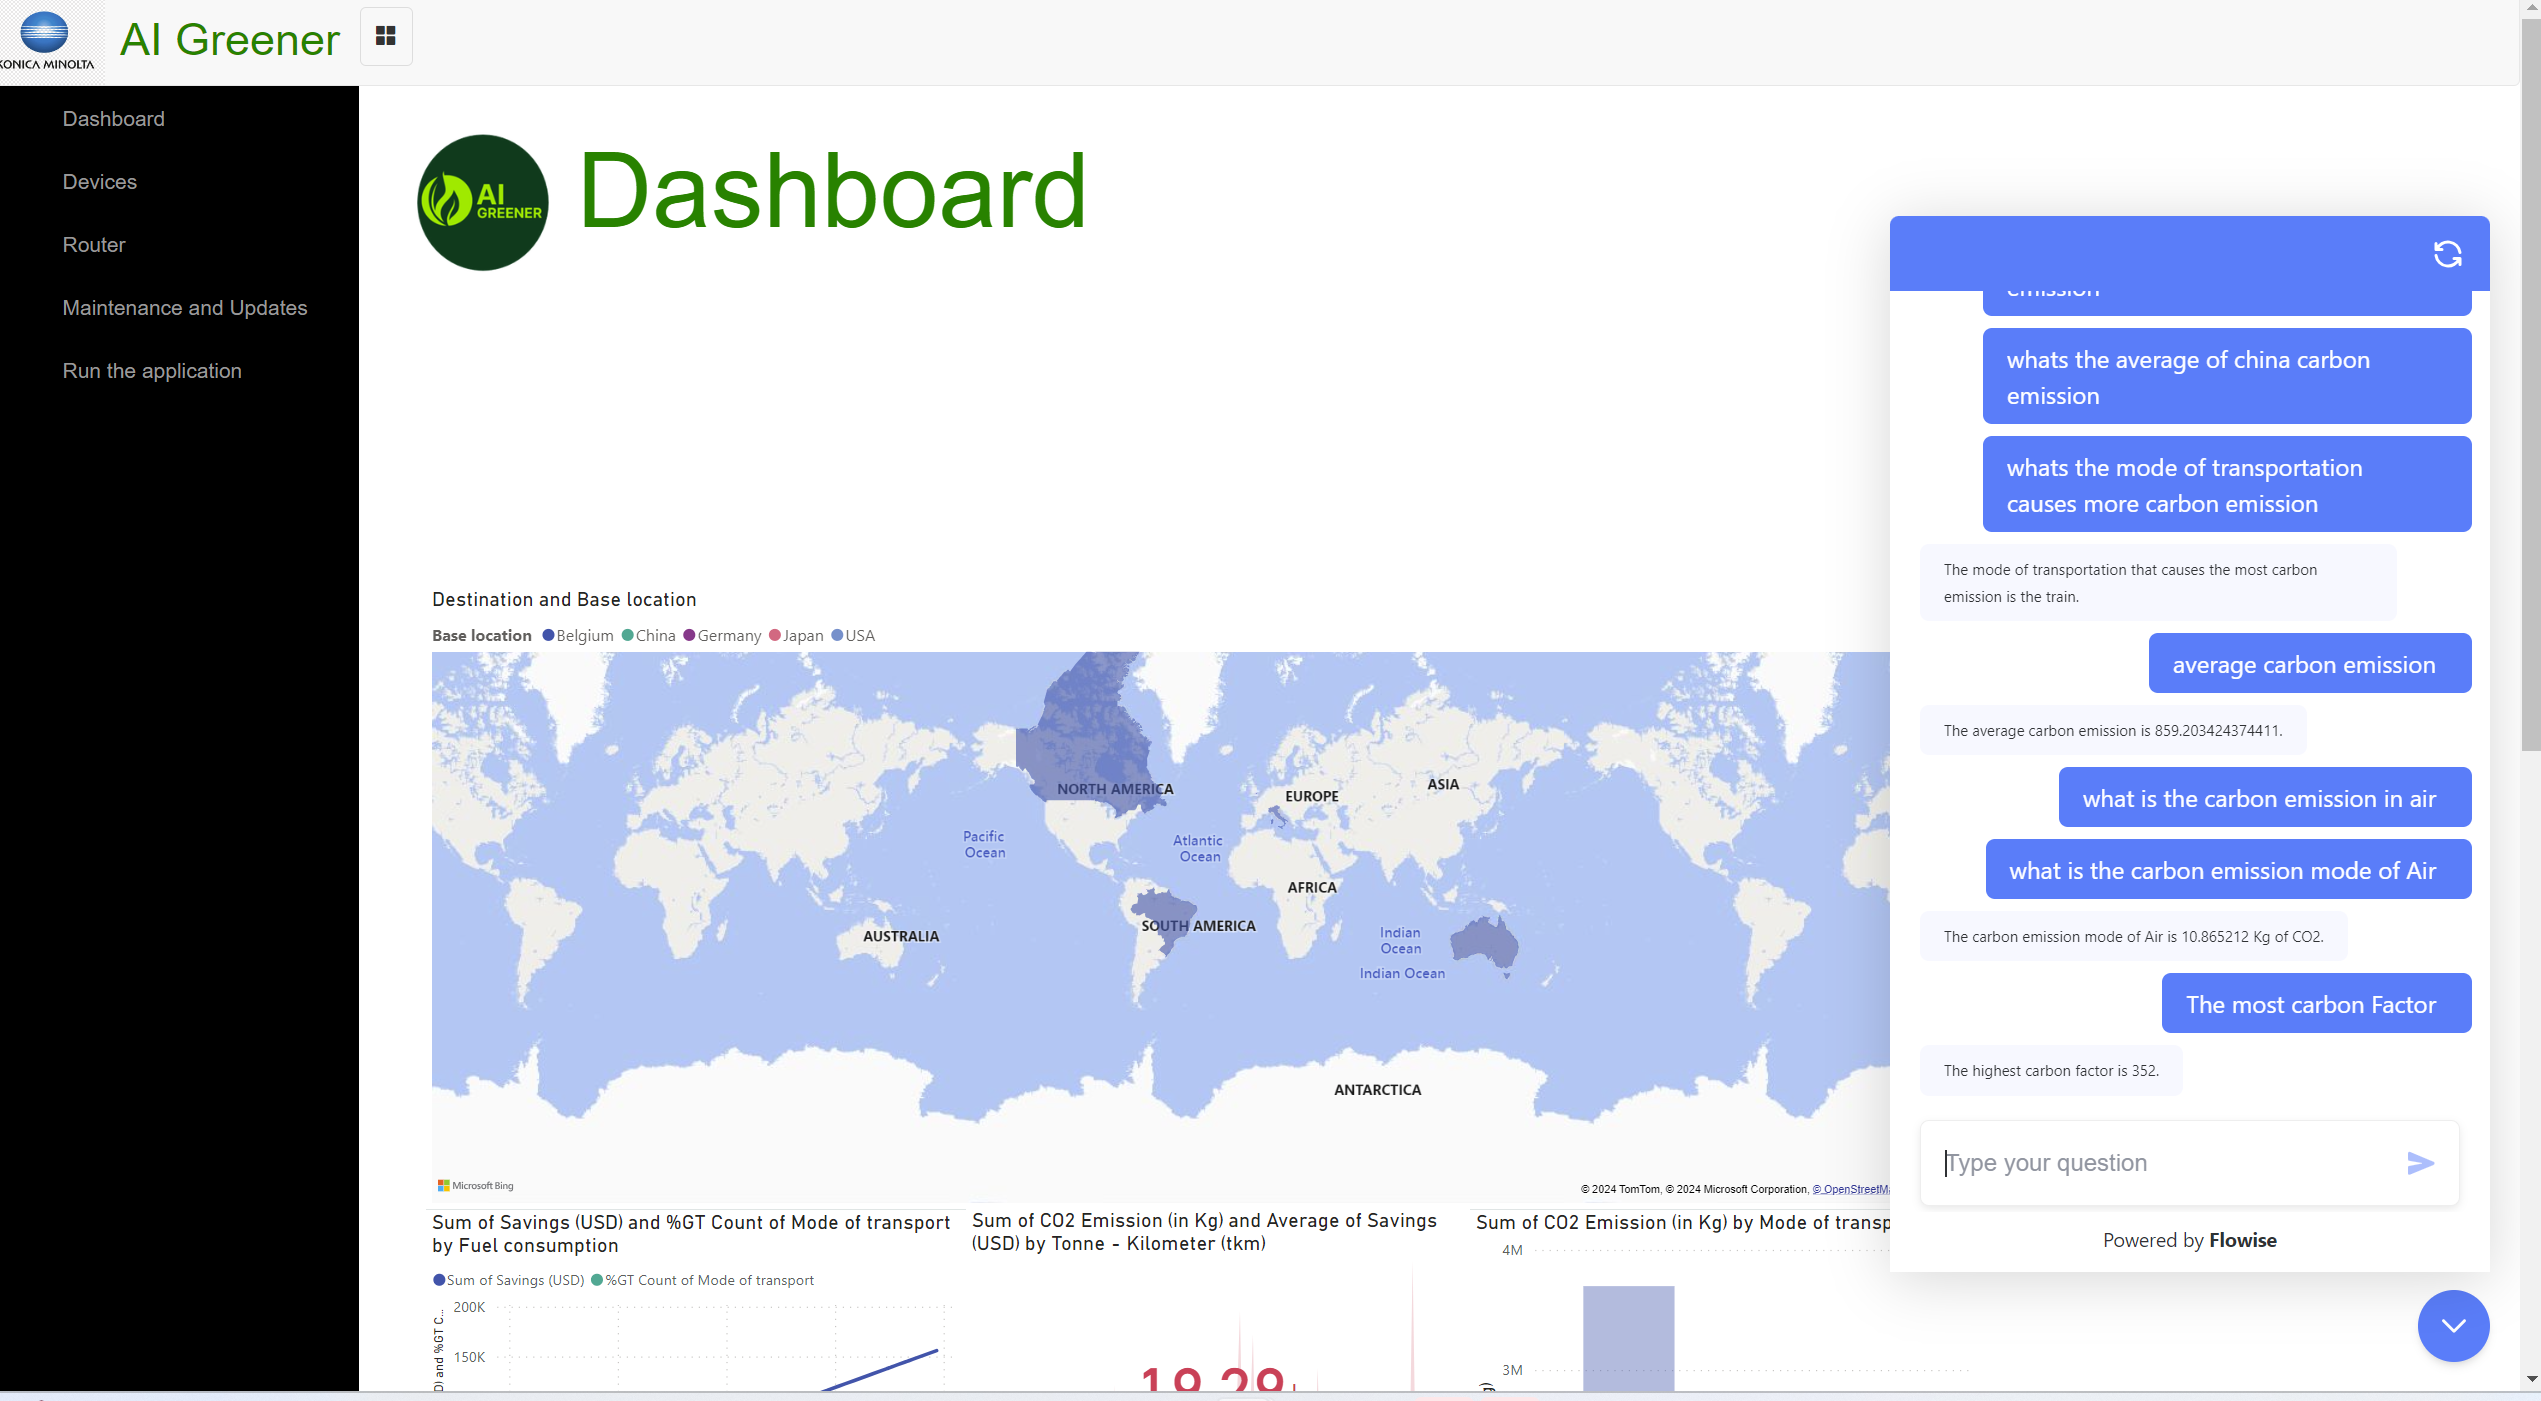 KONICA MINOLTA
AI Greener
Dashboard
Devices
Router
Maintenance and Updates
Run the application
AI
GREENER
Dashboard
Destination and Base location
Base location Belgium China Germany Japan USA
NORTH AMERICA
EUROPE
ASIA
Pacific
Ocean
Atlantic
Ocean
AFRICA
SOUTH AMERICA
AUSTRALIA
Indian
Ocean
Indian Ocean
ANTARCTICA
Microsoft Bing
© 2024 TomTom, © 2024 Microsoft Corporation, © OpenStreetM
Sum of Savings (USD) and %GT Count of Mode of transport
by Fuel consumption
Sum of Savings (USD) %GT Count of Mode of transport
200K
150K
D) and %GT C...
Sum of CO2 Emission (in Kg) and Average of Savings
(USD) by Tonne - Kilometer (tkm)
19.29
Sum of CO2 Emission (in Kg) by Mode of transp
4M
3M
emission
whats the average of china carbon
emission
whats the mode of transportation
causes more carbon emission
The mode of transportation that causes the most carbon
emission is the train.
average carbon emission
The average carbon emission is 859.203424374411.
what is the carbon emission in air
what is the carbon emission mode of Air
The carbon emission mode of Air is 10.865212 Kg of CO2.
The most carbon Factor
The highest carbon factor is 352.
Type your question
Powered by Flowise